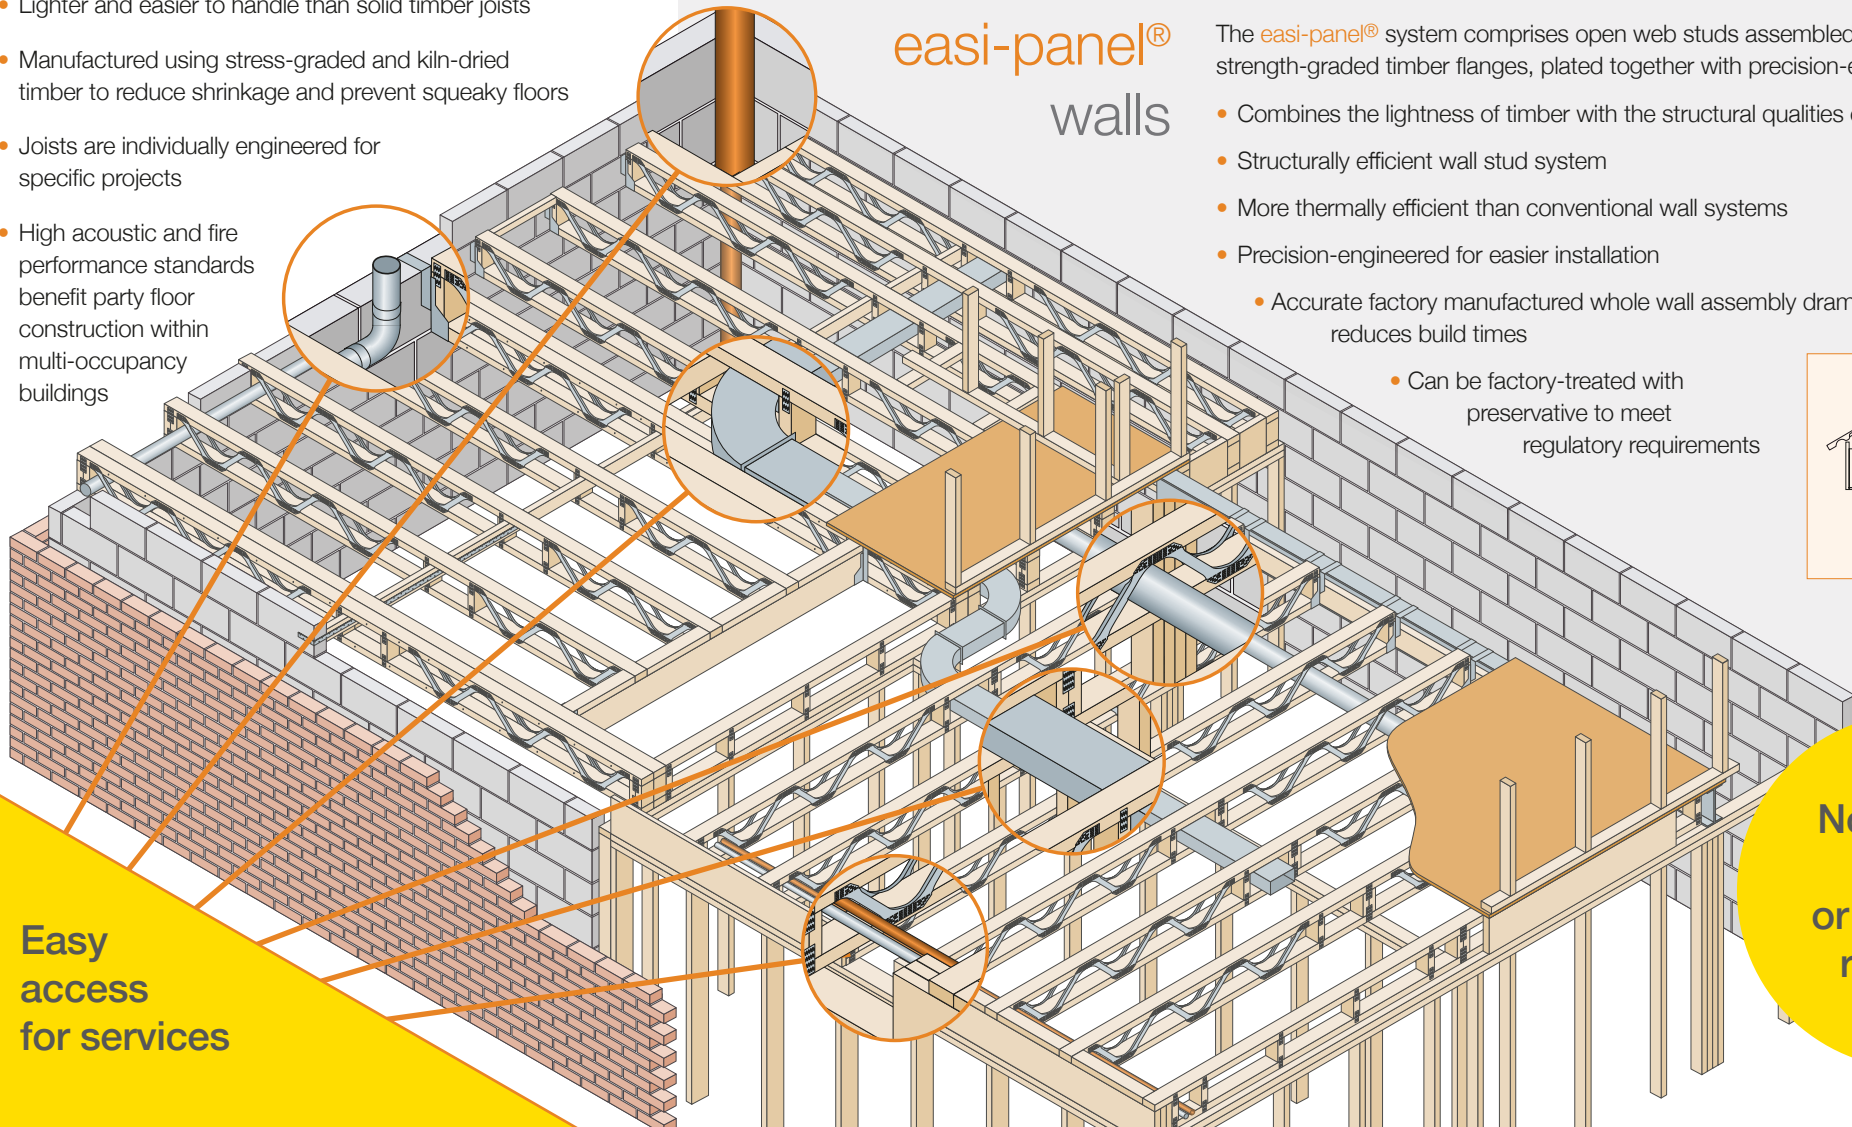 • Lighter and easier to handle than solid timber joists
• Manufactured using stress-graded and kiln-dried
timber to reduce shrinkage and prevent squeaky floors
• Joists are individually engineered for
specific projects
• High acoustic and fire
performance standards
benefit party floor
construction within
multi-occupancy
buildings
easi-panel®
walls
The easi-panel® system comprises open web studs assembled
strength-graded timber flanges, plated together with
• Combines the lightness of timber with the structural qualities
• Structurally efficient wall stud system
• More thermally efficient than conventional wall systems
• Precision-engineered for easier installation
• Accurate factory manufactured whole wall assembly
reduces build times
• Can be factory-treated with
preservative to meet
regulatory requirements
Easy
access
for services
or